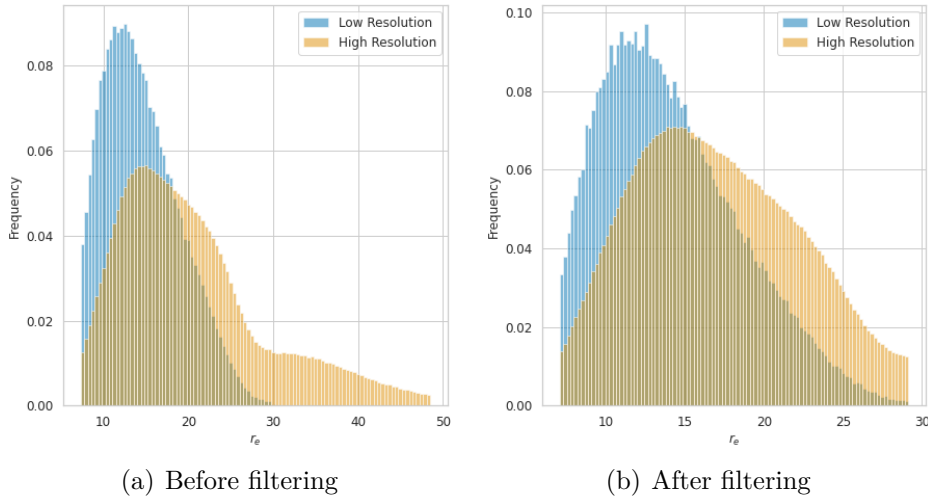 Low Resolution
High Resolution
Frequency
0.08
0.06
0.04
0.02
0.00
10
20
30
40
50
r_e
(a) Before filtering
Low Resolution
High Resolution
Frequency
0.10
0.08
0.06
0.04
0.02
0.00
10
15
20
25
30
r_e
(b) After filtering